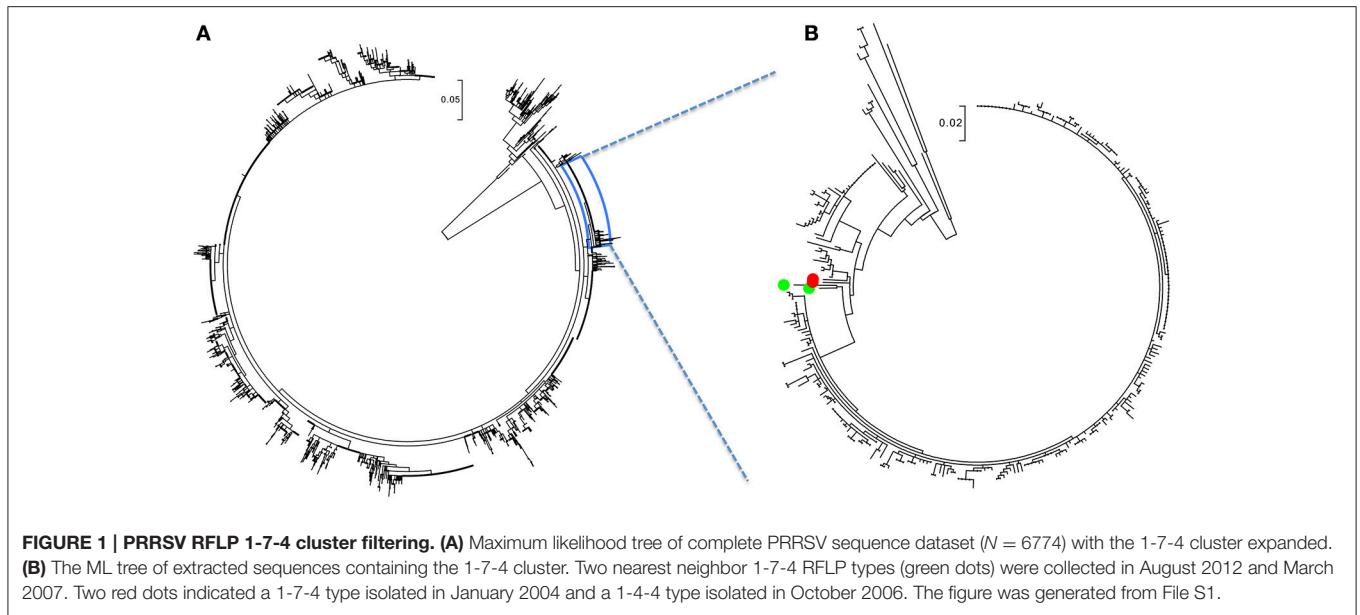 A
B
0.05
0.02
FIGURE 1 | PRRSV RFLP 1-7-4 cluster filtering. (A) Maximum likelihood tree of complete PRRSV sequence dataset (N = 6774) with the 1-7-4 cluster expanded.
(B) The ML tree of extracted sequences containing the 1-7-4 cluster. Two nearest neighbor 1-7-4 RFLP types (green dots) were collected in August 2012 and March
2007. Two red dots indicated a 1-7-4 type isolated in January 2004 and a 1-4-4 type isolated in October 2006. The figure was generated from File S1.